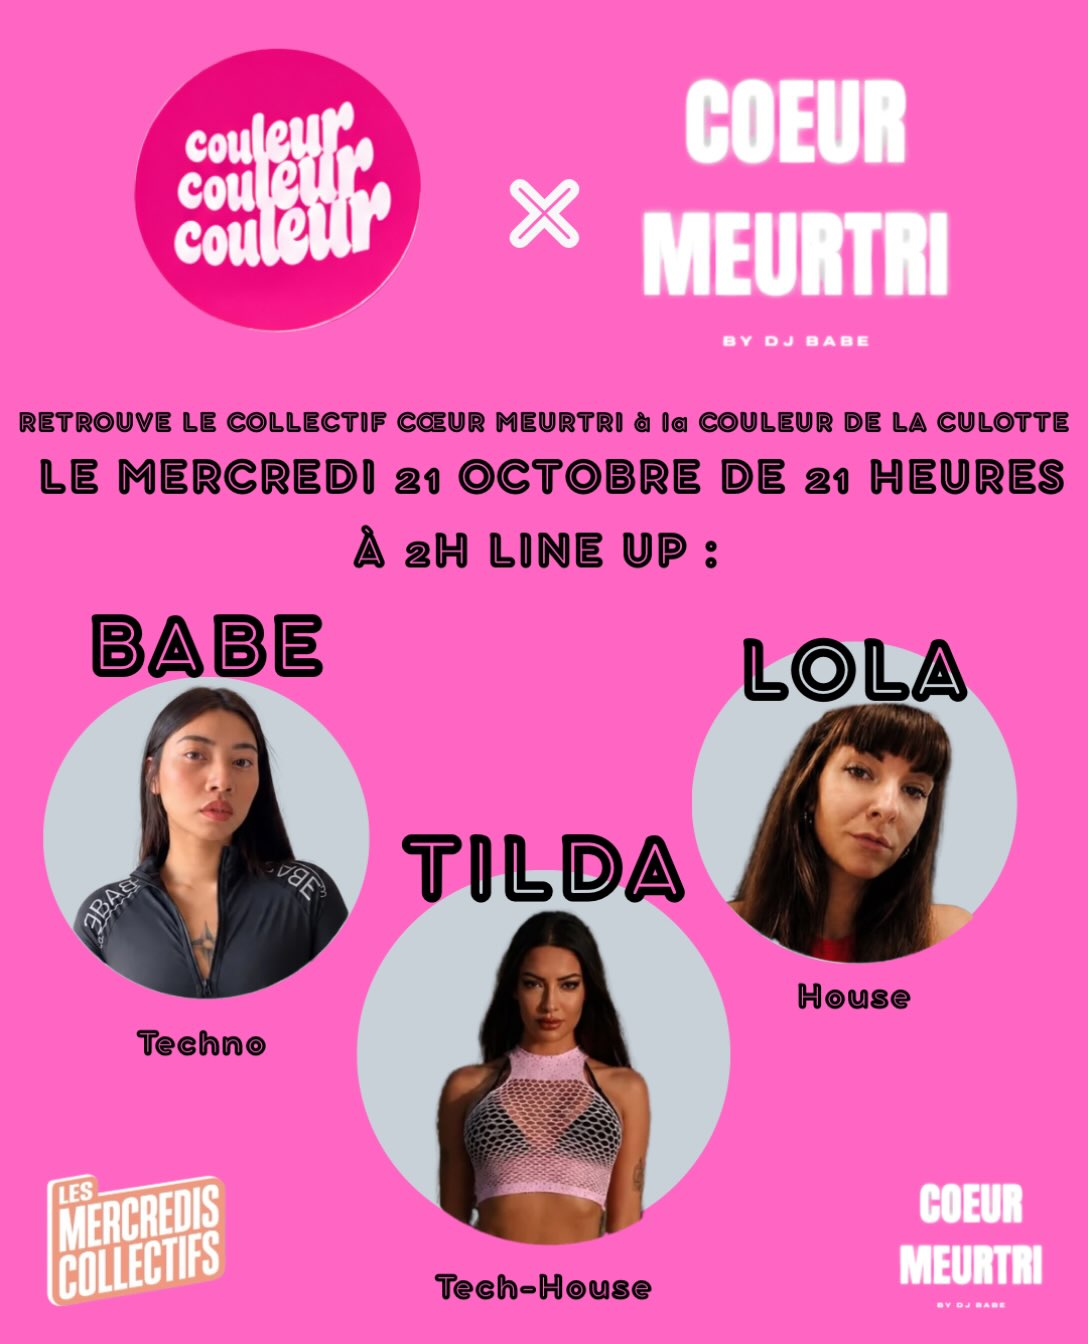 couleur
couleur
couleur
COEUR
MEURTRI
BY DJ BABE
RETROUVE LE COLLECTIF CŒUR MEURTRI à la COULEUR DE LA CULOTTE
LE MERCREDI 21 OCTOBRE DE 21 HEURES
À 2H LINE UP :
BABE
LOLA
TILDA
House
Techno
Tech-House
LES
MERCREDIS
COLLECTIFS
COEUR
MEURTRI
BY DJ BABE